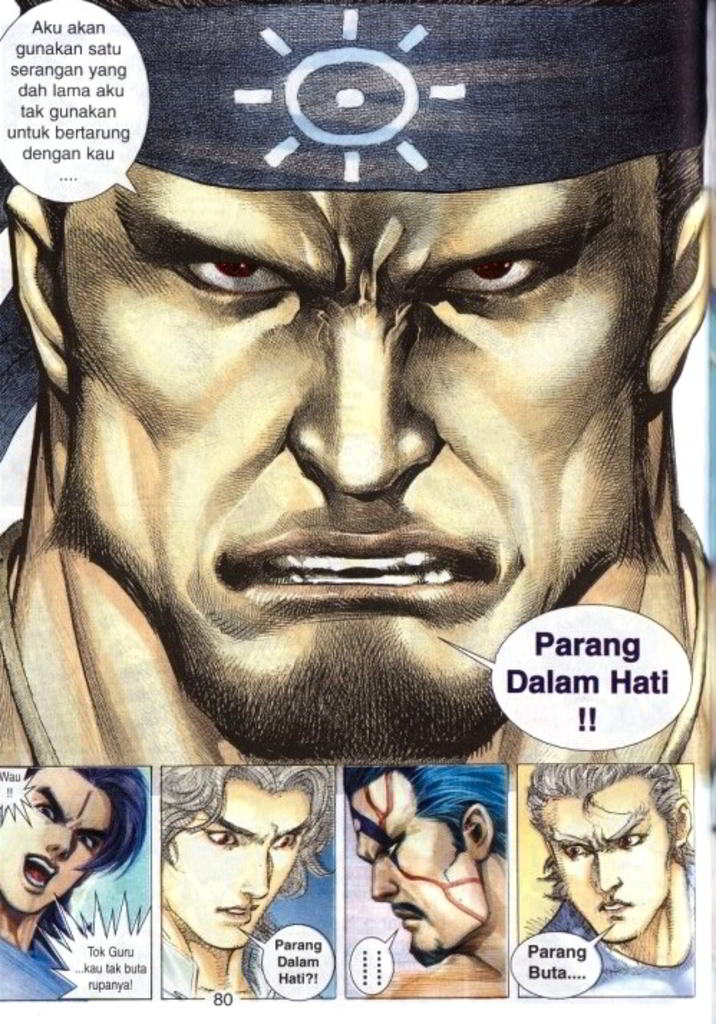 Aku akan
gunakan satu
serangan yang
dah lama aku
tak gunakan
untuk bertarung
dengan kau
....
Parang
Dalam Hati
!!
Wau
!!
Tok Guru
...kau tak buta
rupanya!
Parang
Dalam
Hati?!
Parang
Buta....
80